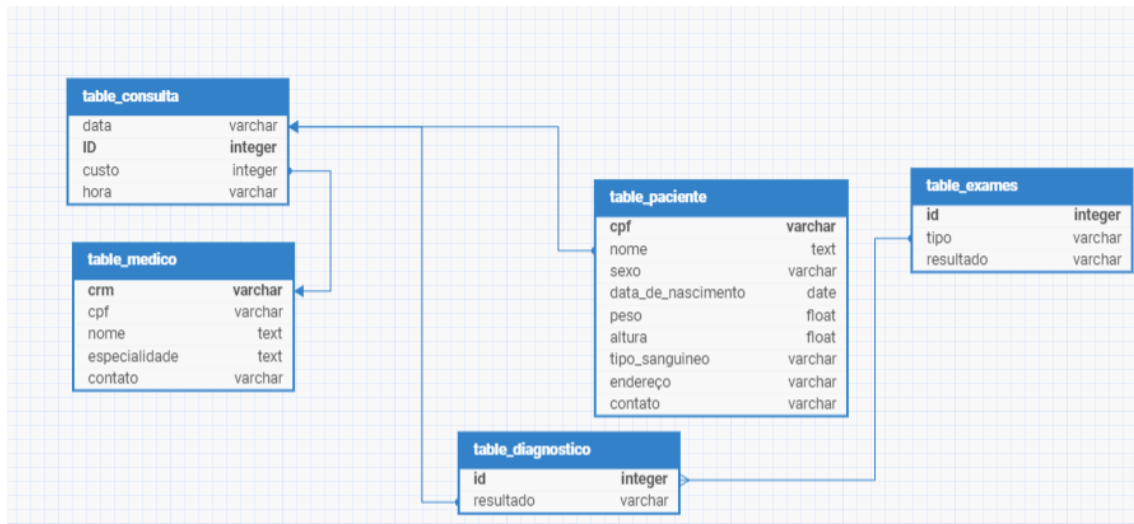 table_consulta
data varchar
ID integer
custo integer
hora varchar
table_medico
crm varchar
cpf varchar
nome text
especialidade text
contato varchar
table_paciente
cpf varchar
nome text
sexo varchar
data_de_nascimento date
peso float
altura float
tipo_sanguineo varchar
endereço varchar
contato varchar
table_exames
id integer
tipo varchar
resultado varchar
table_diagnostico
id integer
resultado varchar